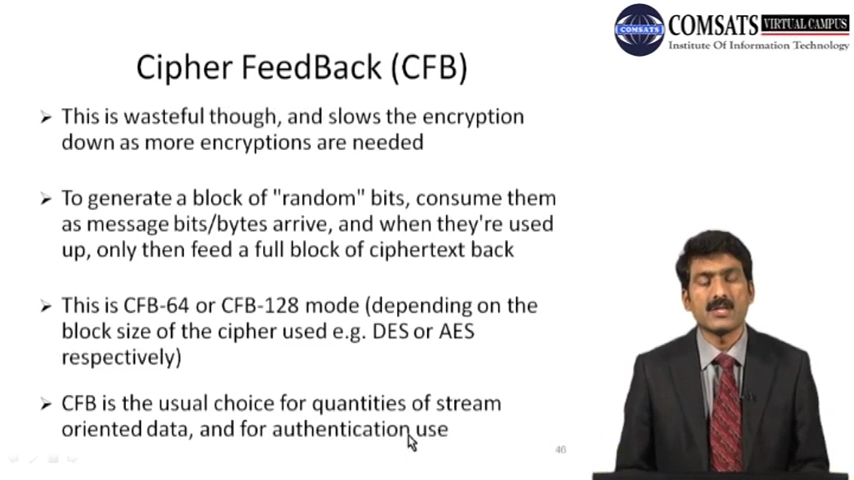 COMSATS
COMSATS VIRTUAL CAMPUS
Institute Of Information Technology
Cipher FeedBack (CFB)
➤ This is wasteful though, and slows the encryption
down as more encryptions are needed
➤ To generate a block of "random" bits, consume them
as message bits/bytes arrive, and when they're used
up, only then feed a full block of ciphertext back
➤ This is CFB-64 or CFB-128 mode (depending on the
block size of the cipher used e.g. DES or AES
respectively)
➤ CFB is the usual choice for quantities of stream
oriented data, and for authentication use
46